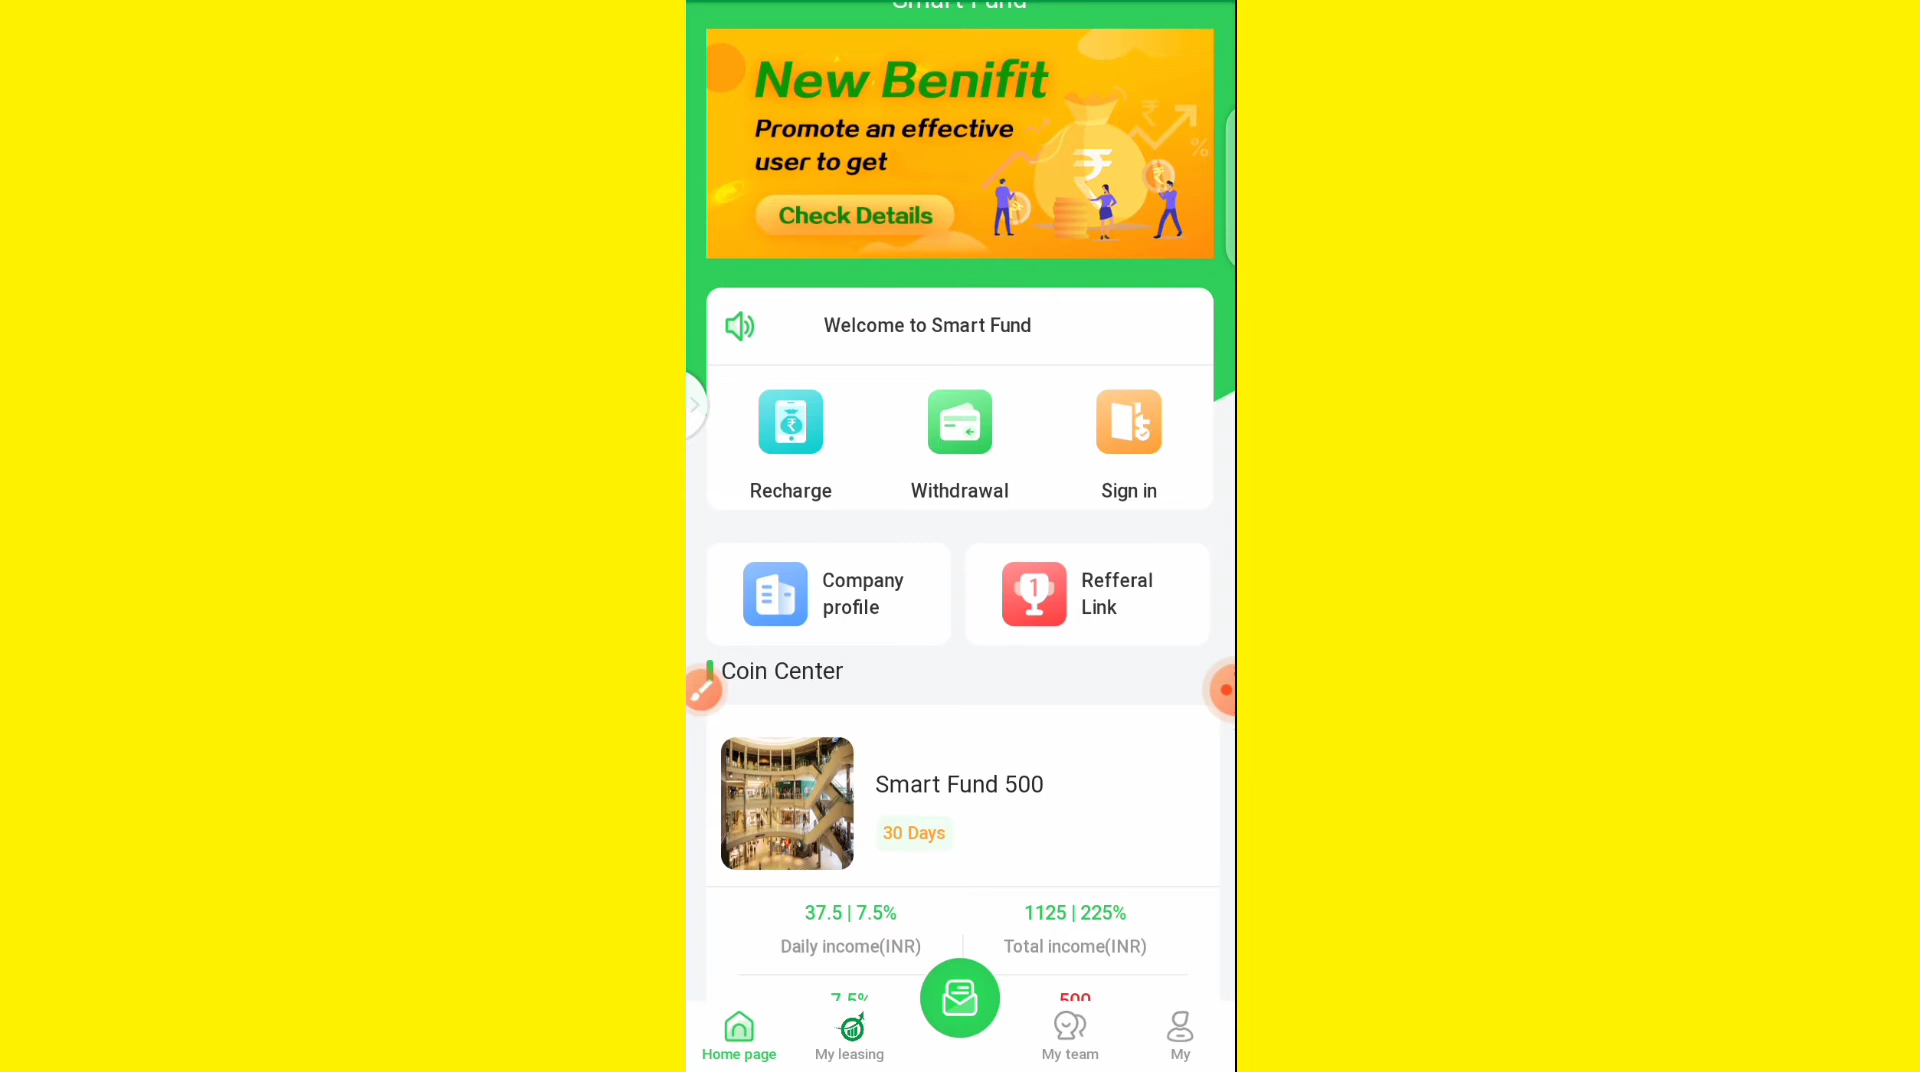 Smart Fund
New Benifit
Promote an effective
user to get
Check Details
Welcome to Smart Fund
Recharge
Withdrawal
Sign in
Company
profile
Refferal
Link
Coin Center
Smart Fund 500
30 Days
37.5 | 7.5%
1125 | 225%
Daily income(INR)
Total income(INR)
7.5%
500
Home page
My leasing
My team
My